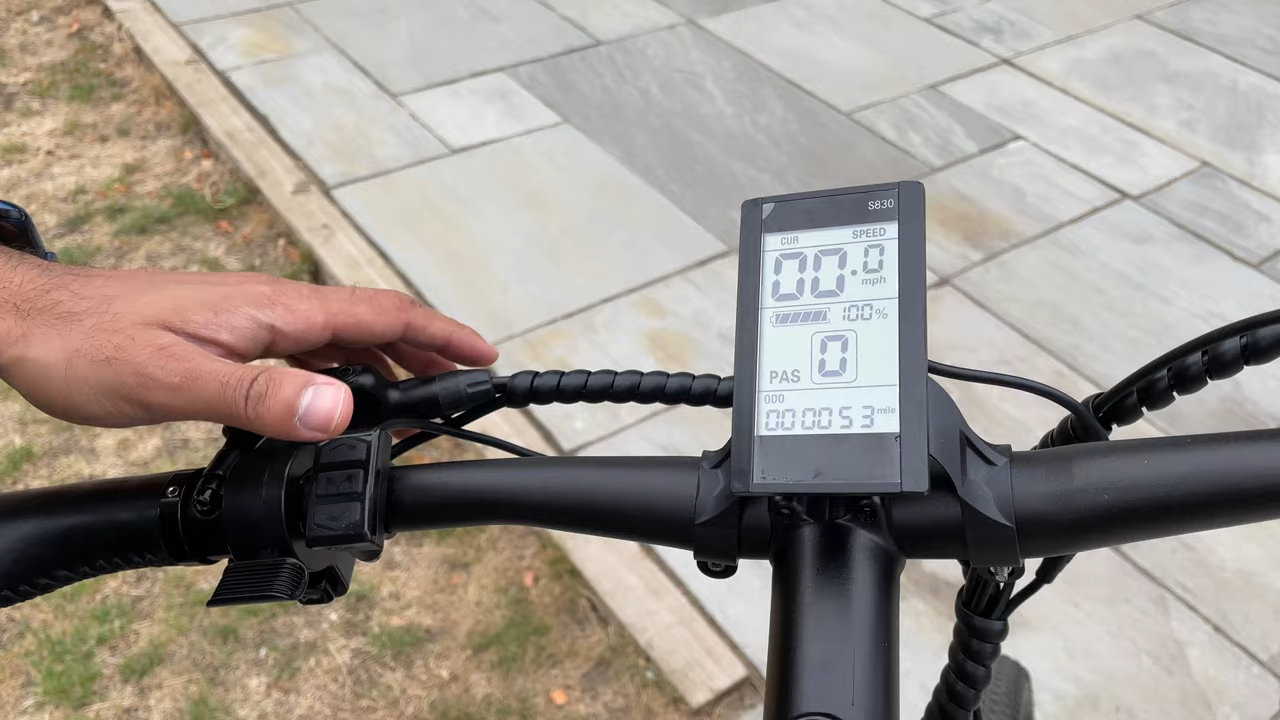 S830
CUR SPEED
00.0
mph
100%
PAS 0
ODO
000053 mile